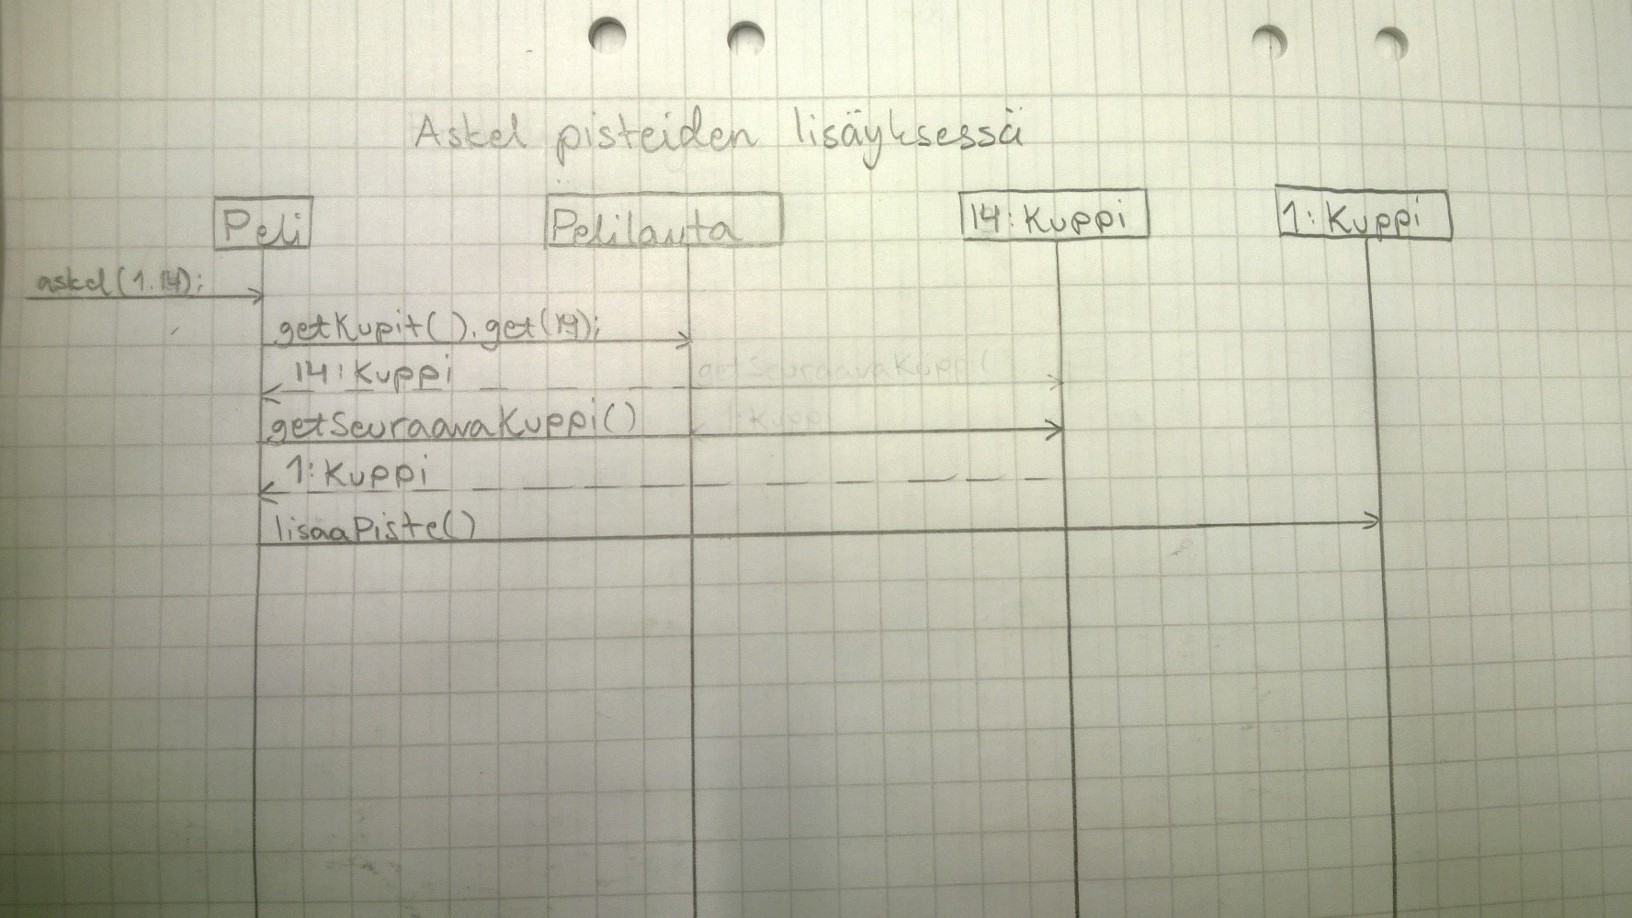 Askel pisteiden lisäyksessä
Peli
Pelilauta
14:Kuppi
1:Kuppi
askel(1.14);
getKupit().get(14);
14:Kuppi
getSeuraavaKuppi(
getSeuraavaKuppi()
1:Kuppi
1:Kuppi
lisaaPiste()